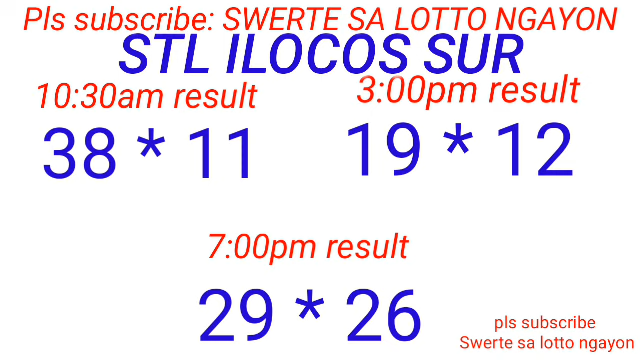 Pls subscribe: SWERTE SA LOTTO NGAYON
STL ILOCOS SUR
10:30am result
38 * 11
3:00pm result
19 * 12
7:00pm result
29 * 26
pls subscribe
Swerte sa lotto ngayon